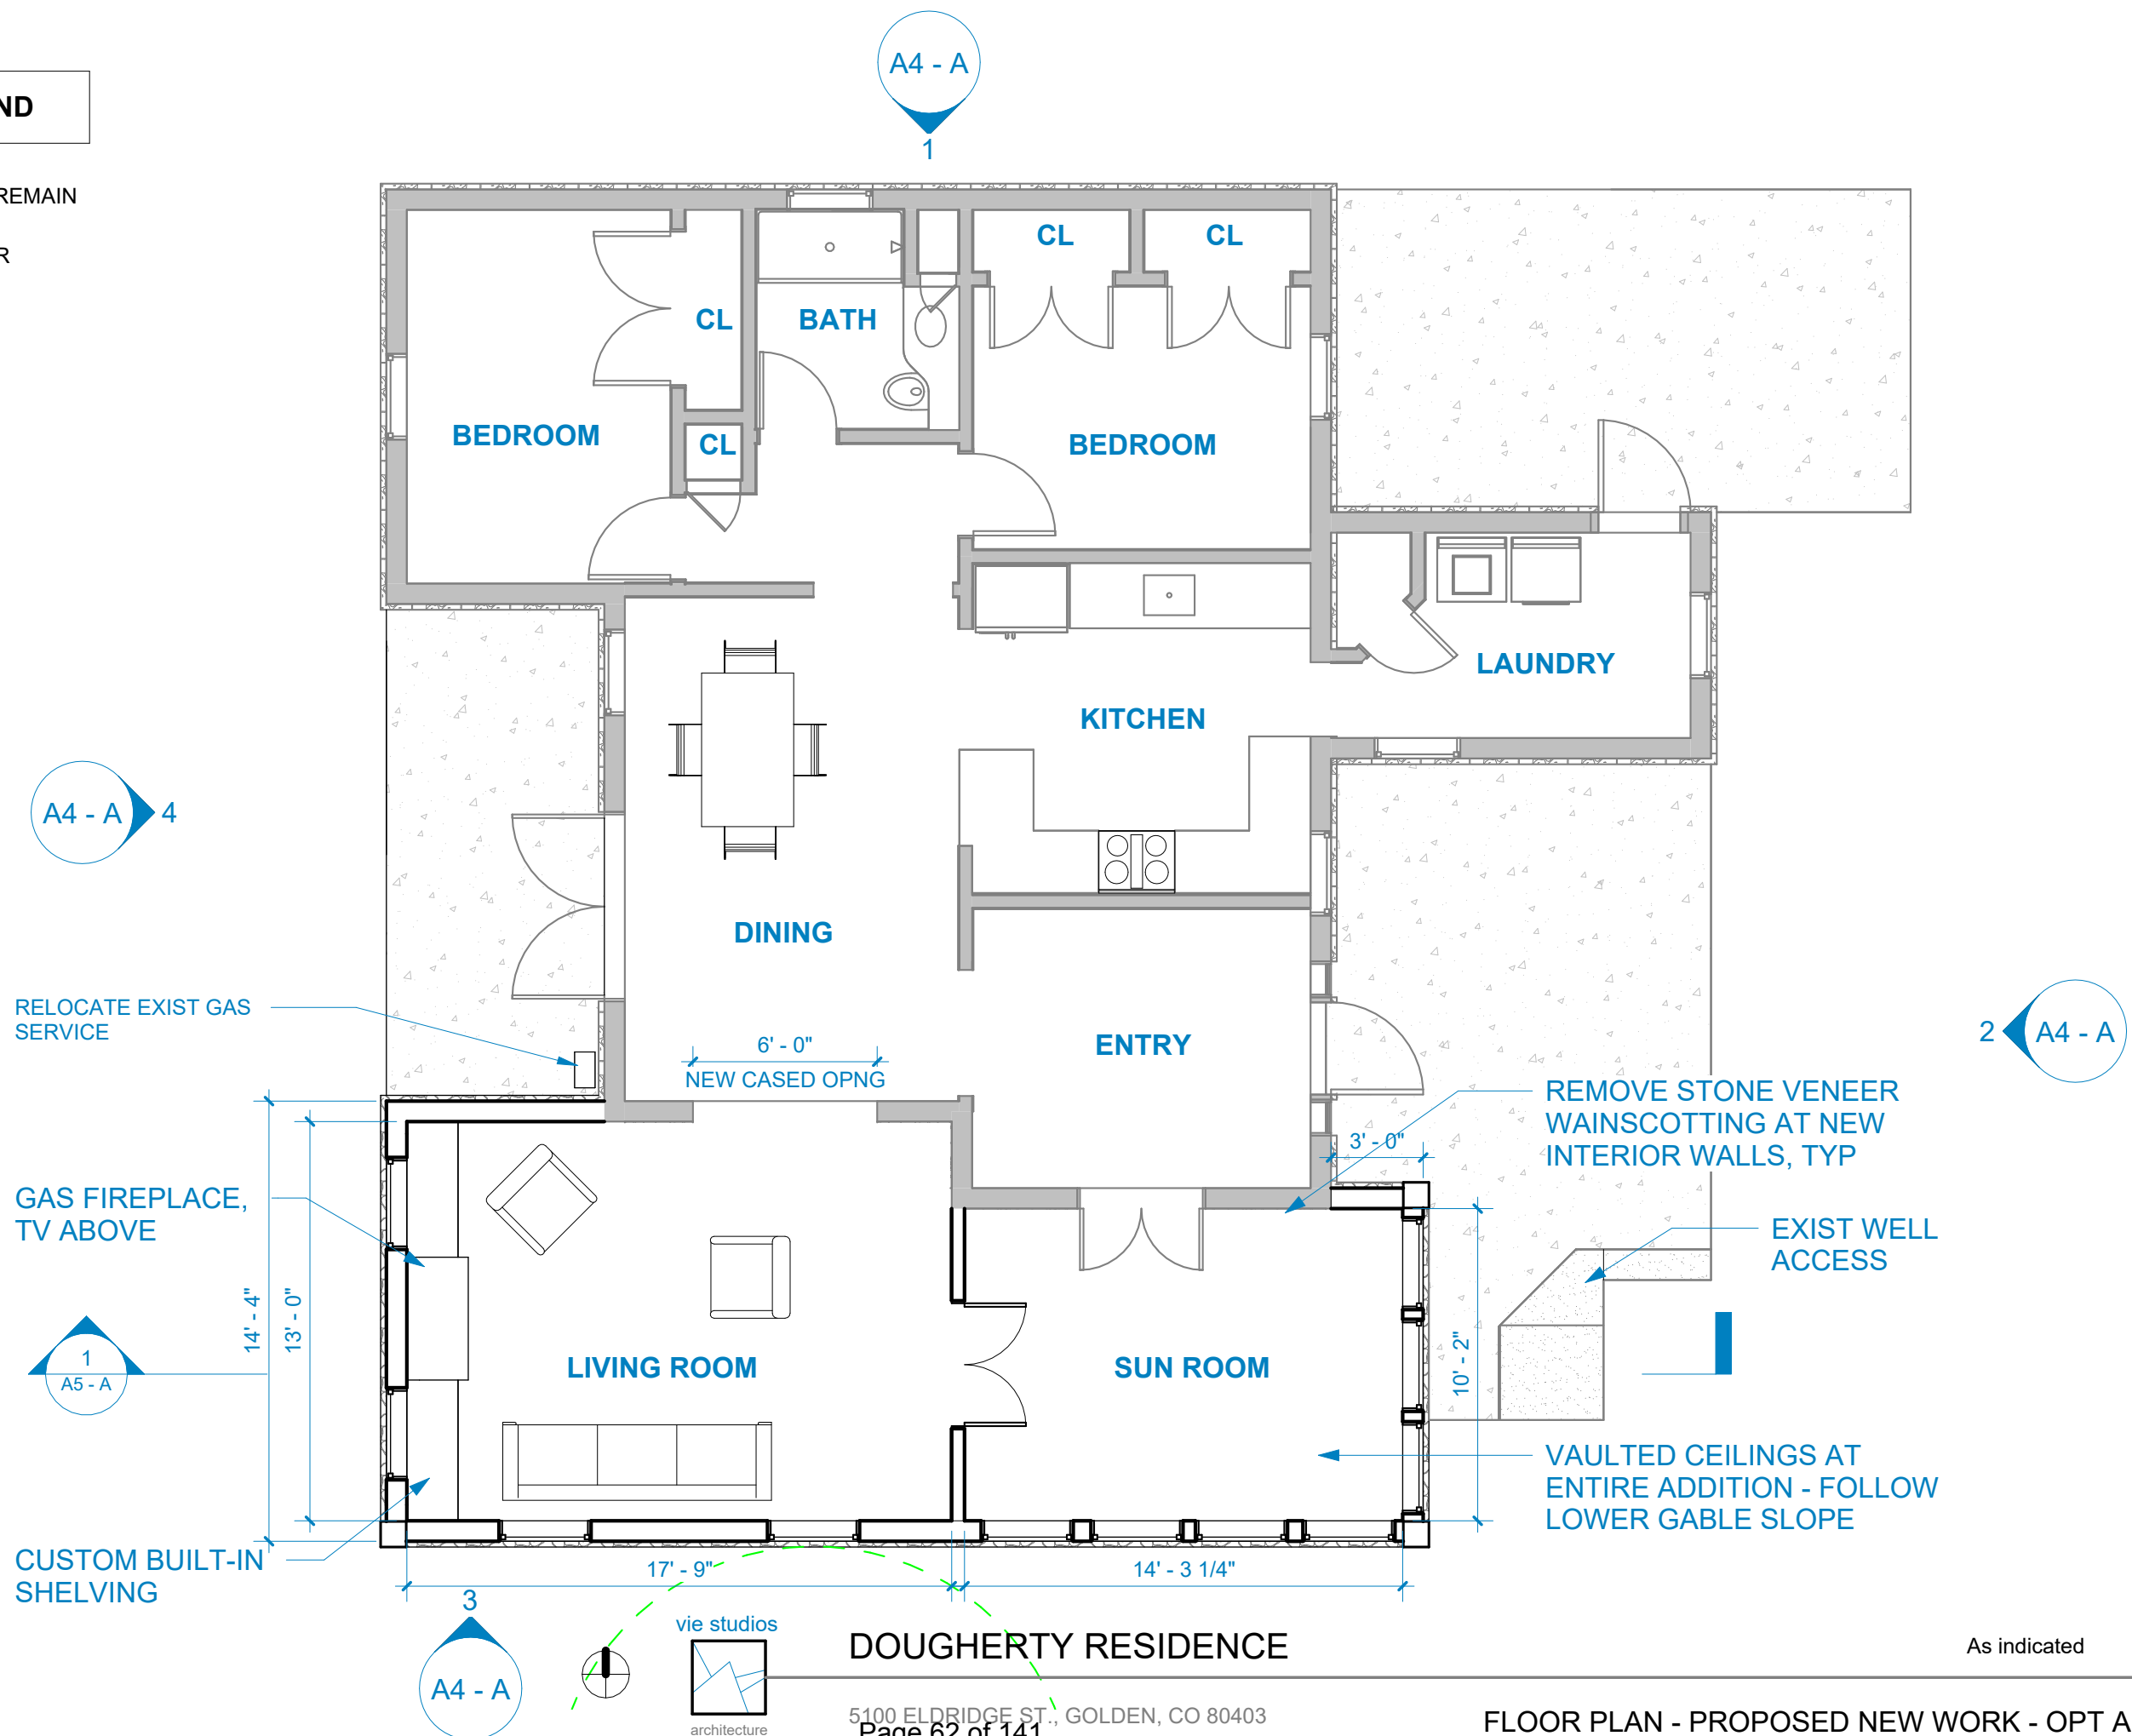 A4 - A
1
ND
REMAIN
R
CL
CL
CL
BATH
BEDROOM
CL
BEDROOM
LAUNDRY
KITCHEN
A4 - A
4
DINING
RELOCATE EXIST GAS
SERVICE
6' - 0"
NEW CASED OPNG
ENTRY
2
A4 - A
REMOVE STONE VENEER
WAINSCOTTING AT NEW
INTERIOR WALLS, TYP
3' - 0"
GAS FIREPLACE,
TV ABOVE
EXIST WELL
ACCESS
14' - 4"
13' - 0"
1
A5 - A
LIVING ROOM
SUN ROOM
10' - 2"
VAULTED CEILINGS AT
ENTIRE ADDITION - FOLLOW
LOWER GABLE SLOPE
CUSTOM BUILT-IN
SHELVING
17' - 9"
14' - 3 1/4"
3
A4 - A
vie studios
architecture
DOUGHERTY RESIDENCE
As indicated
5100 ELDRIDGE ST., GOLDEN, CO 80403
Page 62 of 141
FLOOR PLAN - PROPOSED NEW WORK - OPT A